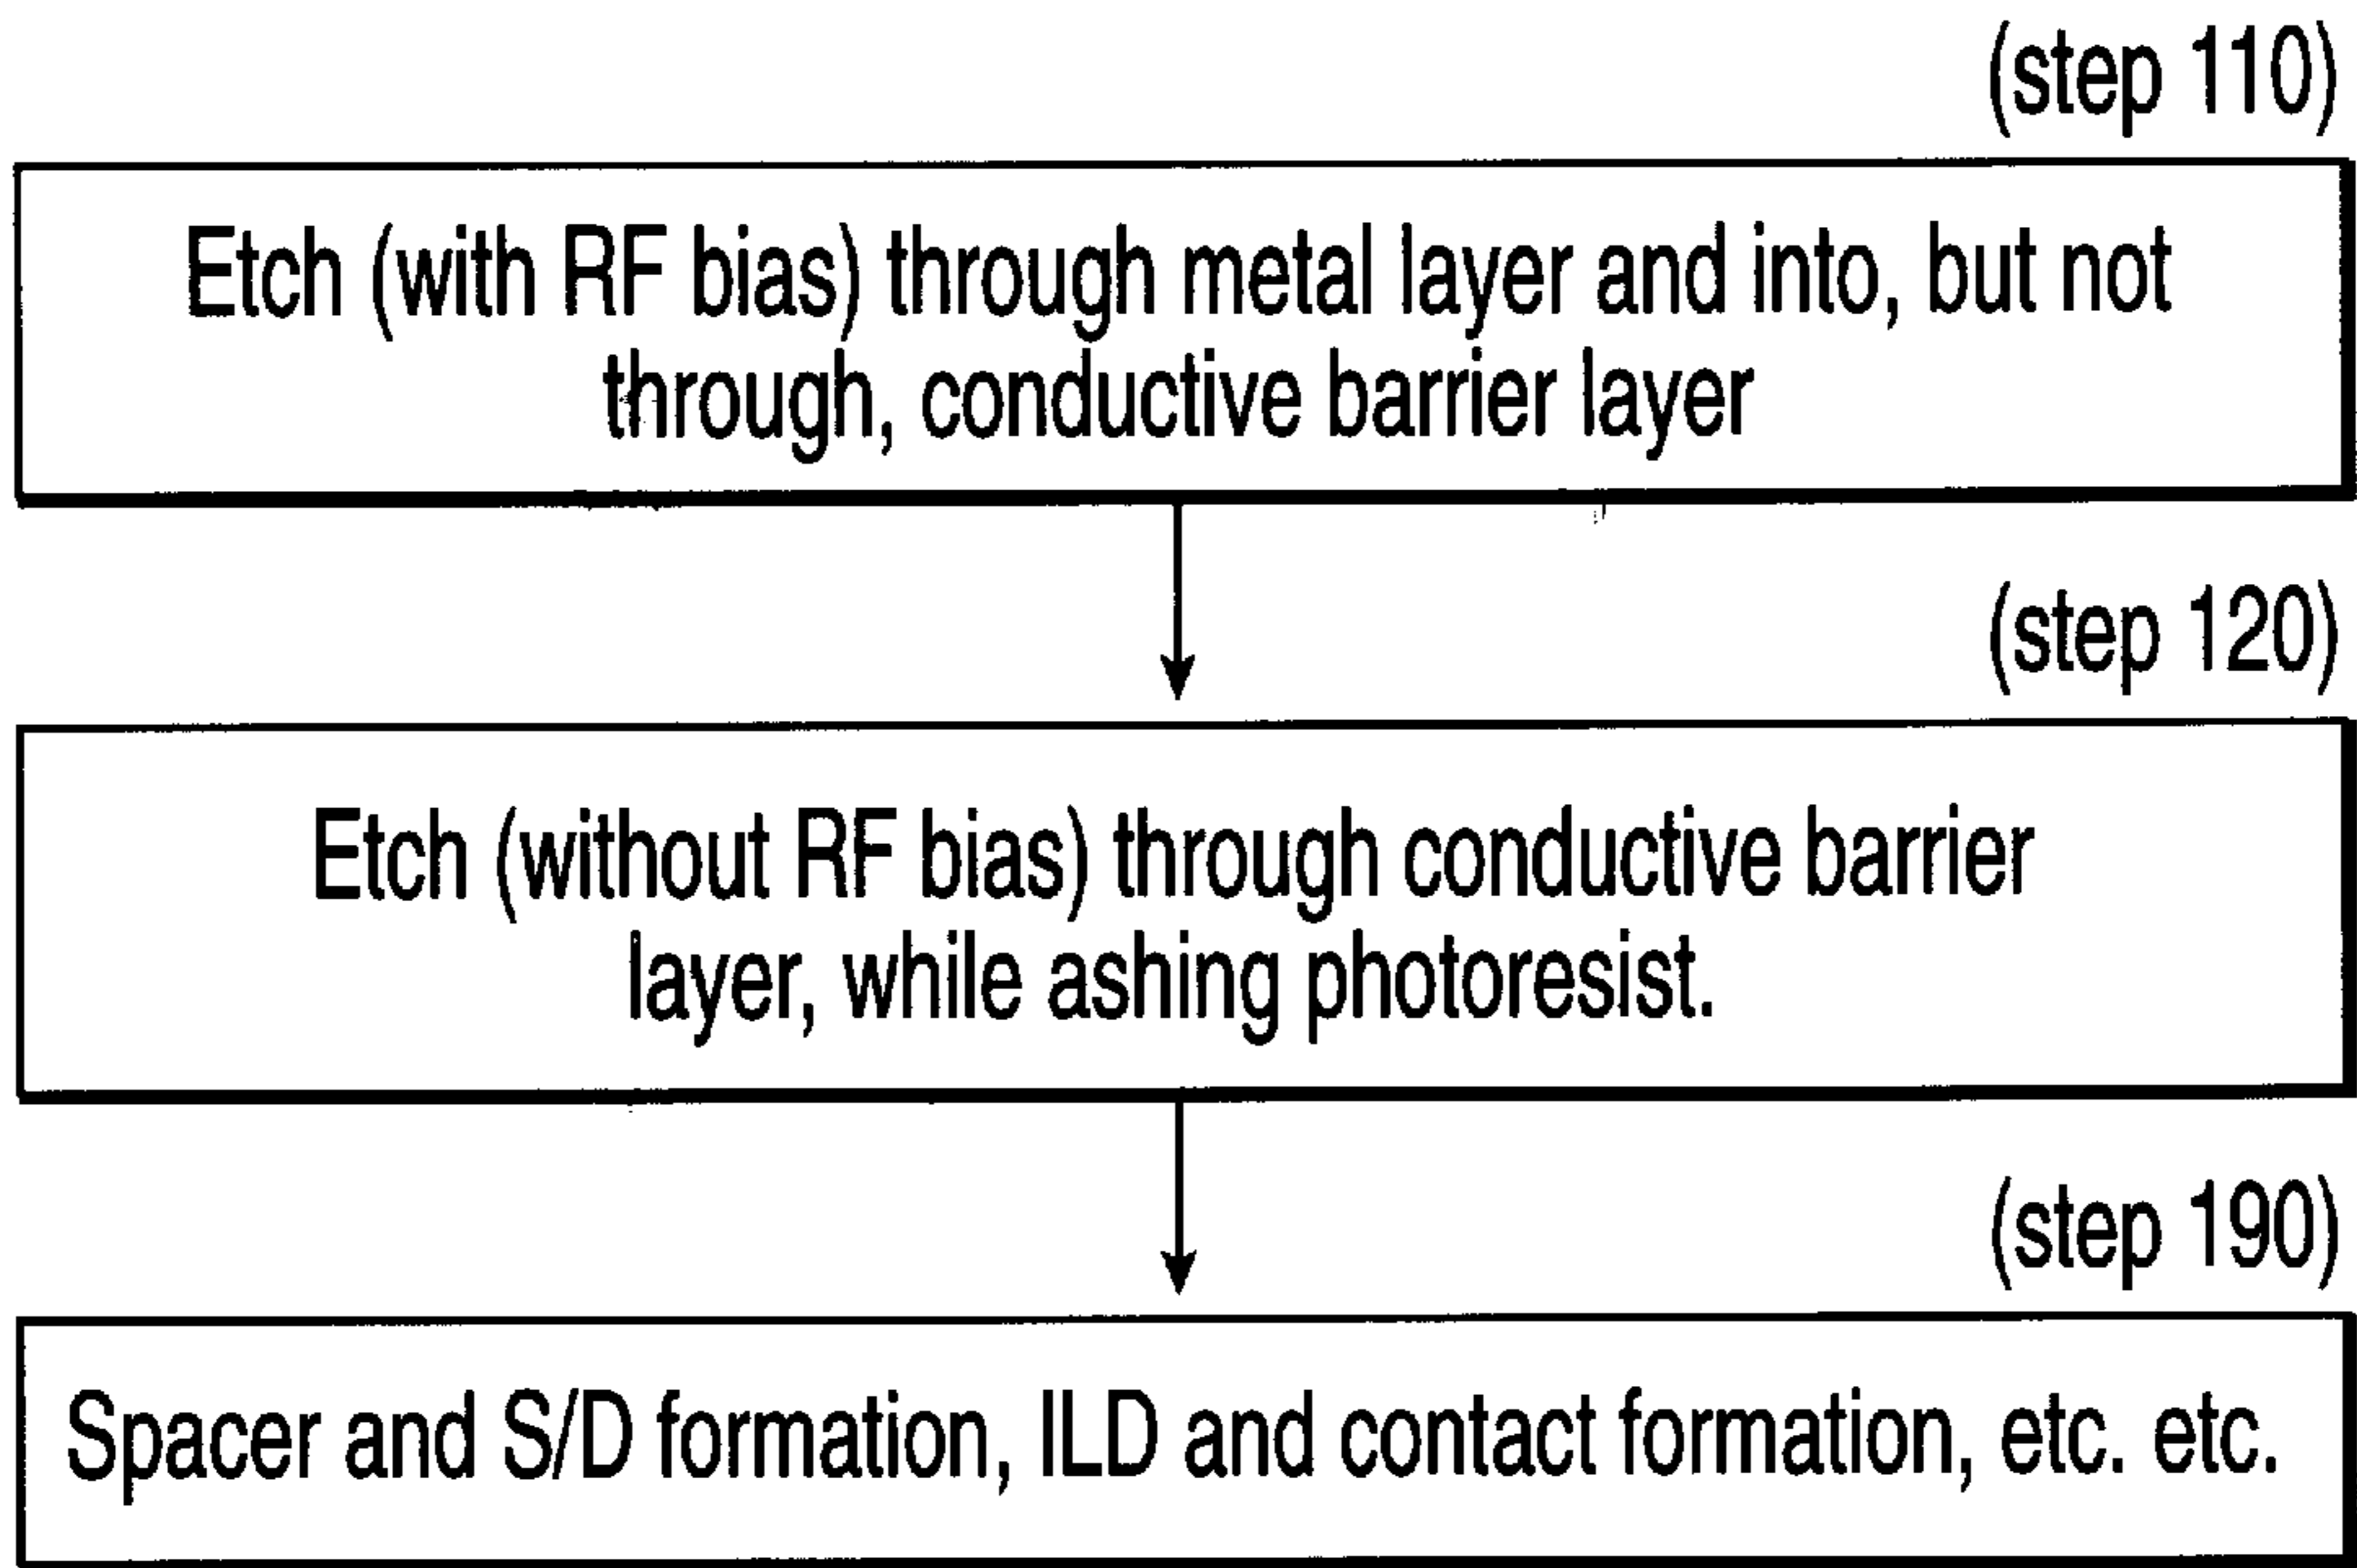 (step 110)
Etch (with RF bias) through metal layer and into, but not
through, conductive barrier layer
(step 120)
Etch (without RF bias) through conductive barrier
layer, while ashing photoresist.
(step 190)
Spacer and S/D formation, ILD and contact formation, etc. etc.